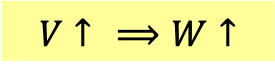 V ↑ ⟹ W ↑